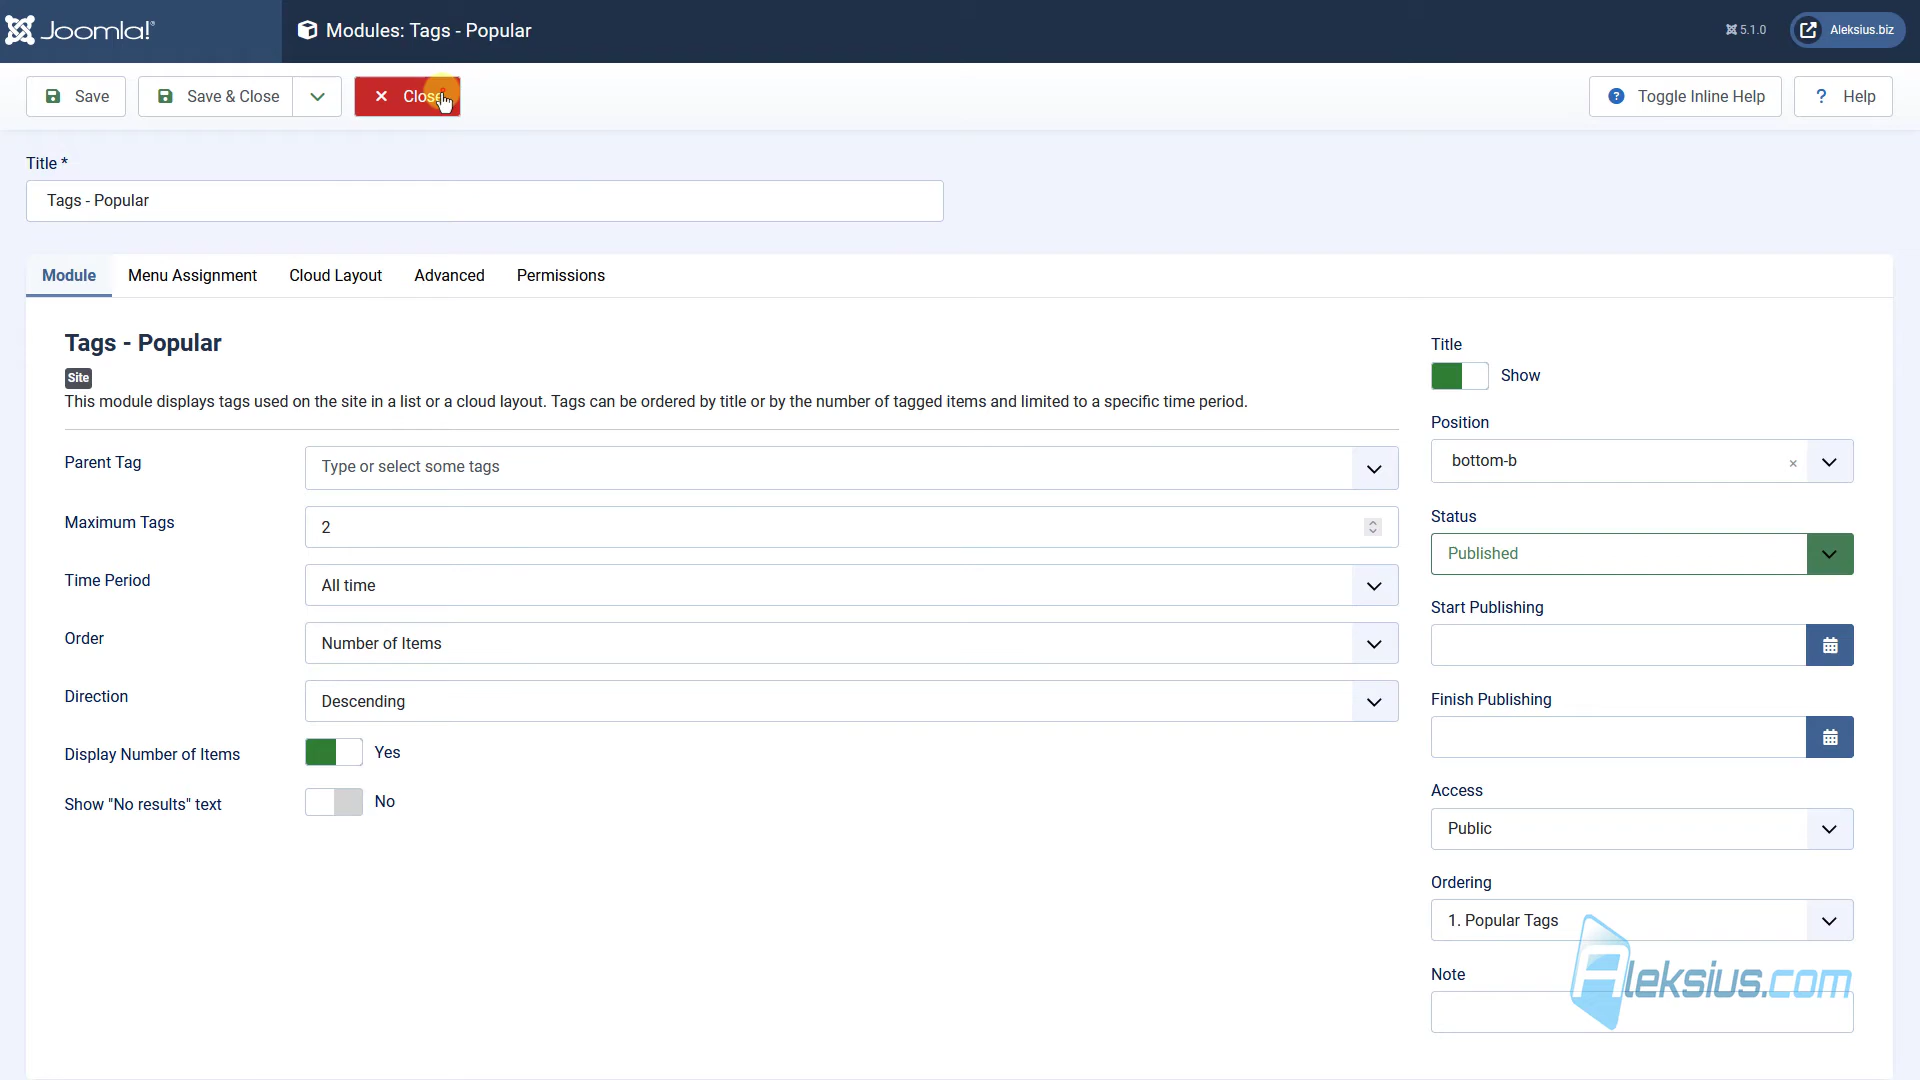 Joomla!
Modules: Tags - Popular
5.1.0
Aleksius.biz
Save
Save & Close
Close
Toggle Inline Help
Help
Title *
Tags - Popular
Module
Menu Assignment
Cloud Layout
Advanced
Permissions
Tags - Popular
Site
This module displays tags used on the site in a list or a cloud layout. Tags can be ordered by title or by the number of tagged items and limited to a specific time period.
Parent Tag
Type or select some tags
Maximum Tags
2
Time Period
All time
Order
Number of Items
Direction
Descending
Display Number of Items
Yes
Show "No results" text
No
Title
Show
Position
bottom-b
Status
Published
Start Publishing
Finish Publishing
Access
Public
Ordering
1. Popular Tags
Note
Aleksius.com